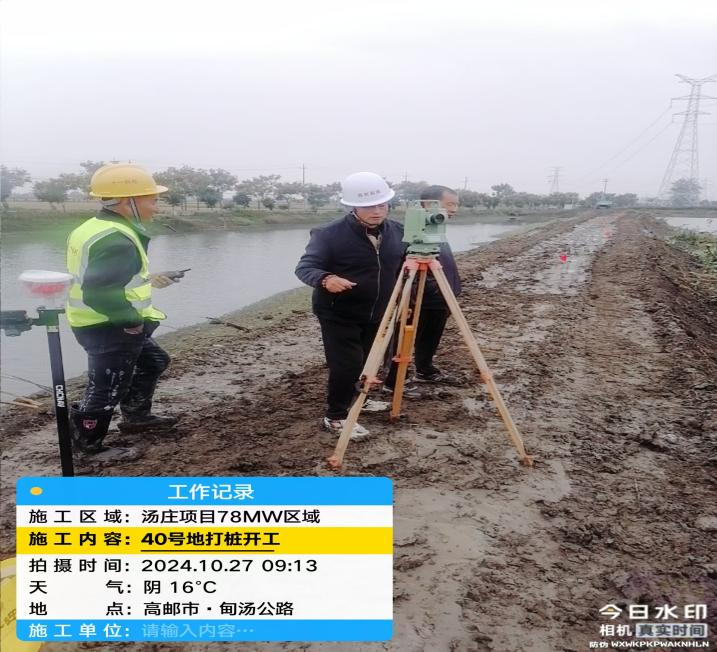 CHCNAV
工作记录
施工区域：汤庄项目78MW区域
施工内容：40号地打桩开工
拍摄时间：2024.10.27 09:13
天气：阴 16°C
地点：高邮市·甸汤公路
施工单位：请输入内容···
今日水印
相机 真实时间
防伪 WXWKPKPWAKNHLN